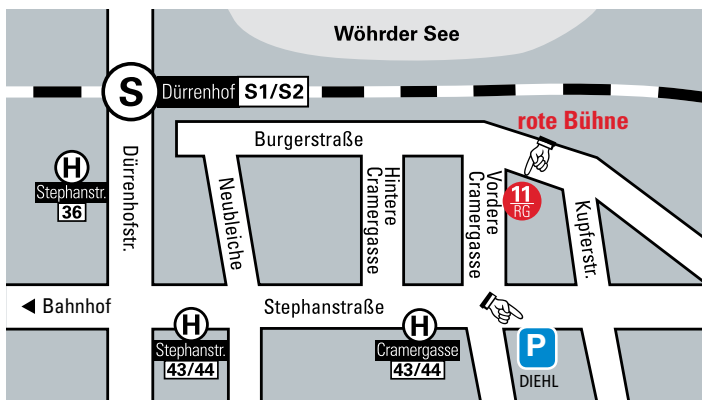 Wöhrder See
S
Dürrenhof S1/S2
rote Bühne
Burgerstraße
H
Stephanstr.
36
Dürrenhofstr.
Neubleiche
Hintere
Cramergasse
Vordere
Cramergasse
11
RG
Kupferstr.
Bahnhof
Stephanstraße
H
Stephanstr.
43/44
H
Cramergasse
43/44
P
DIEHL